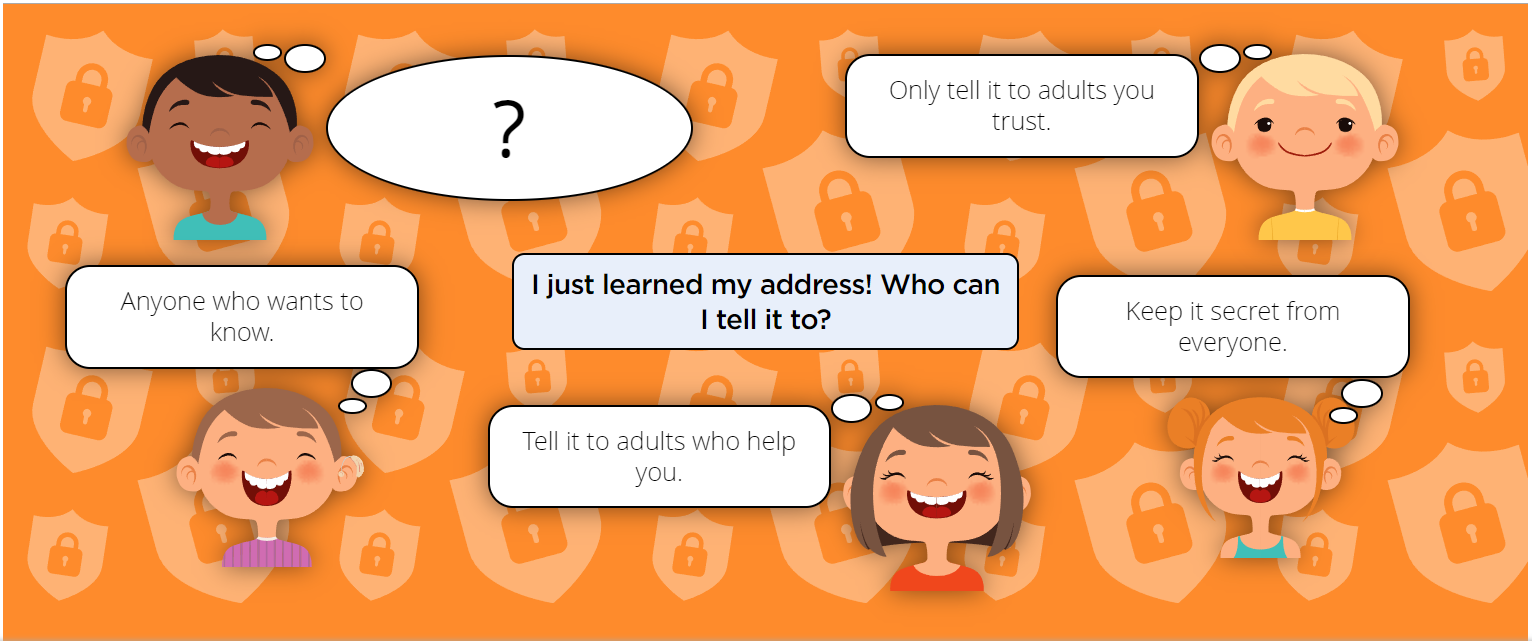 ?
Only tell it to adults you
trust.
Anyone who wants to
know.
I just learned my address! Who can
I tell it to?
Keep it secret from
everyone.
Tell it to adults who help
you.